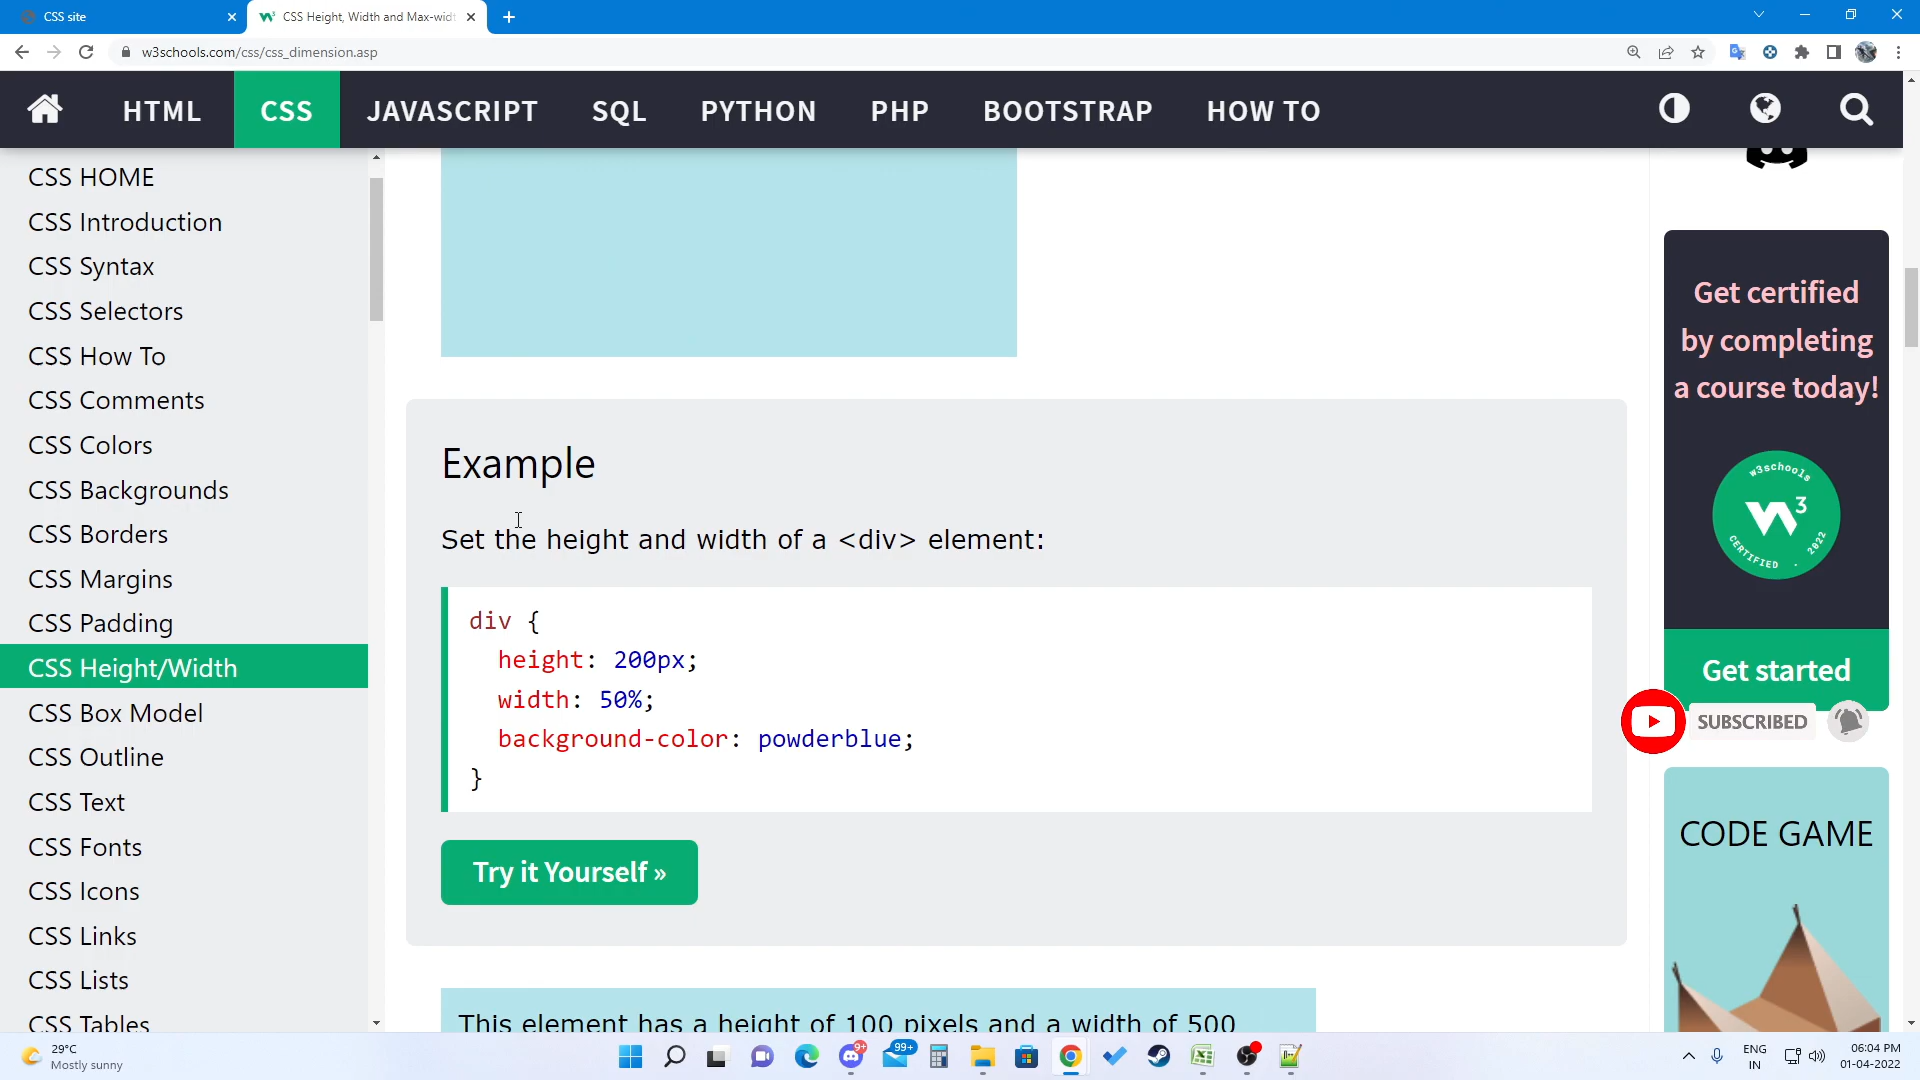 CSS site
CSS Height, Width and Max-widt
w3schools.com/css/css_dimension.asp
HTML
CSS
JAVASCRIPT
SQL
PYTHON
PHP
BOOTSTRAP
HOW TO
CSS HOME
CSS Introduction
CSS Syntax
CSS Selectors
CSS How To
CSS Comments
CSS Colors
CSS Backgrounds
CSS Borders
CSS Margins
CSS Padding
CSS Height/Width
CSS Box Model
CSS Outline
CSS Text
CSS Fonts
CSS Icons
CSS Links
CSS Lists
CSS Tables
Example
Set the height and width of a <div> element:
div {
height: 200px;
width: 50%;
background-color: powderblue;
}
Try it Yourself »
This element has a height of 100 pixels and a width of 500
Get certified
by completing
a course today!
w3schools
W3
CERTIFIED . 2022
Get started
SUBSCRIBED
CODE GAME
29°C
Mostly sunny
9+
99+
ENG
IN
06:04 PM
01-04-2022